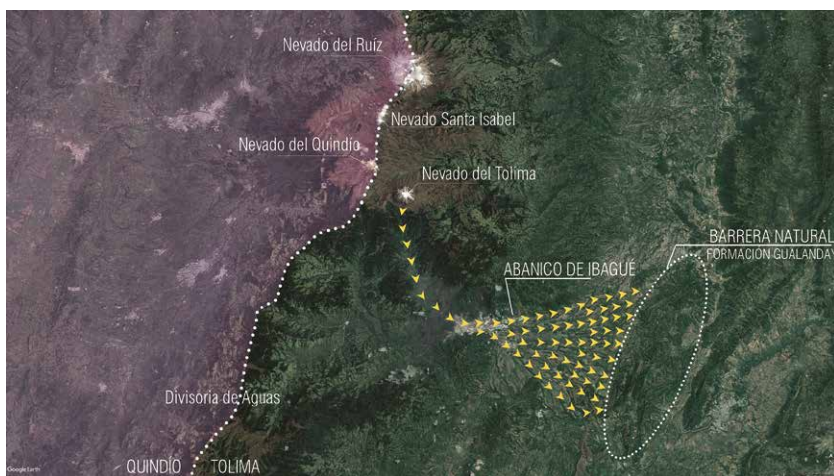 Nevado del Ruíz
Nevado Santa Isabel
Nevado del Quindío
Nevado del Tolima
BARRERA NATURAL
FORMACIÓN GUALANDAY
ABANICO DE IBAGUÉ
Divisoria de Aguas
QUINDÍO TOLIMA
Google Earth